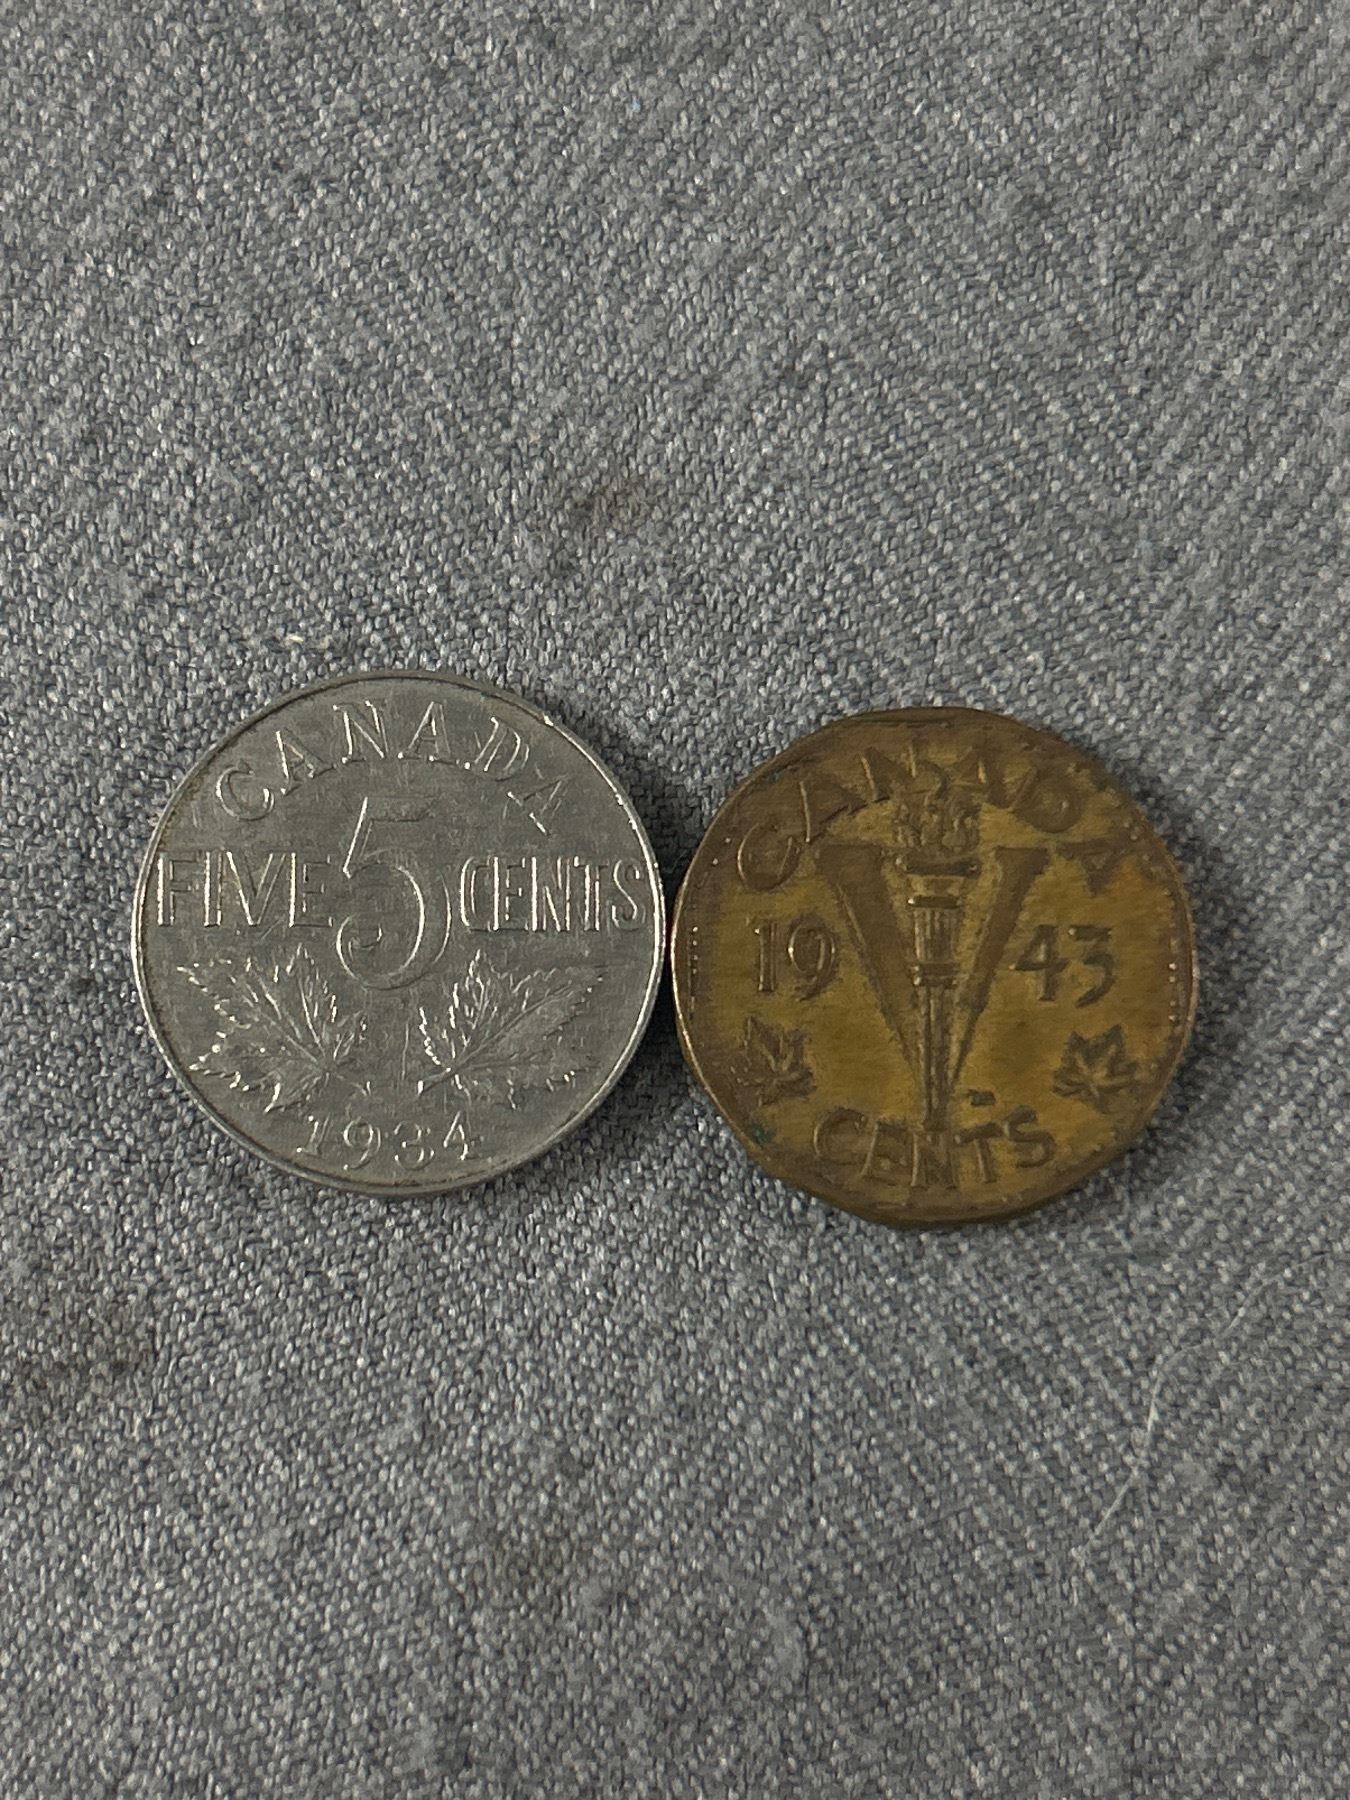 CANADA
FIVE 5 CENTS
1934
CANADA
19 V 43
CENTS